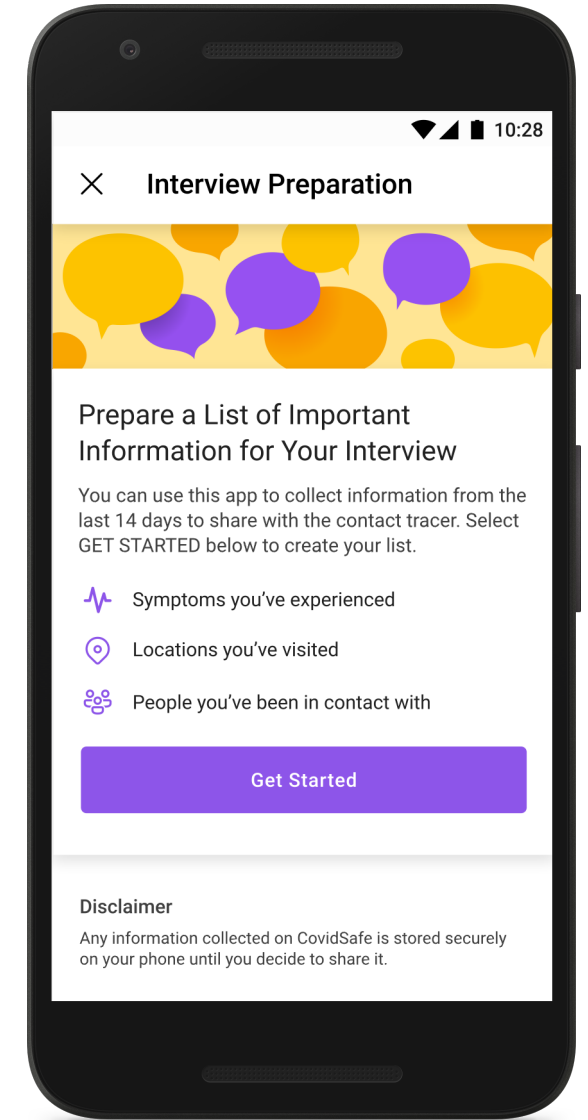 10:28
Interview Preparation
Prepare a List of Important
Inforrmation for Your Interview
You can use this app to collect information from the
last 14 days to share with the contact tracer. Select
GET STARTED below to create your list.
Symptoms you’ve experienced
Locations you’ve visited
People you’ve been in contact with
Get Started
Disclaimer
Any information collected on CovidSafe is stored securely
on your phone until you decide to share it.